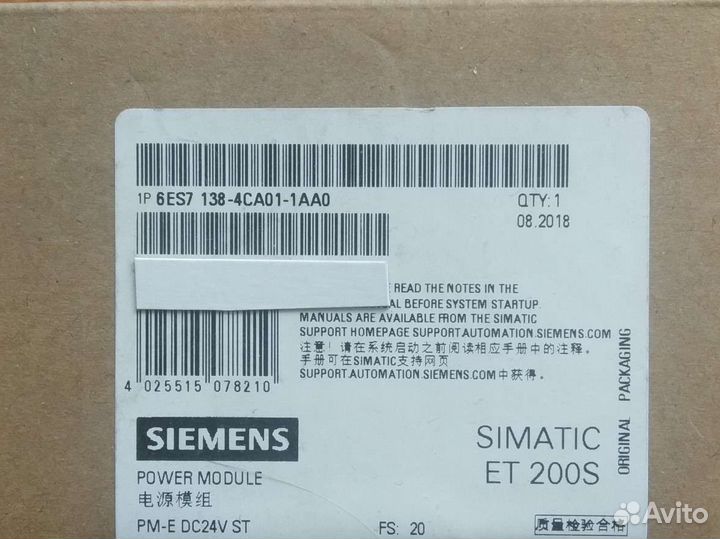 1P 6ES7 138-4CA01-1AA0
QTY: 1
08.2018
READ THE NOTES IN THE
BEFORE SYSTEM STARTUP.
MANUALS ARE AVAILABLE FROM THE SIMATIC
SUPPORT HOMEPAGE SUPPORT.AUTOMATION.SIEMENS.COM
注意! 请在系统启动之前阅读相应手册中的注释。
手册可在SIMATIC支持网页
SUPPORT.AUTOMATION.SIEMENS.COM中获得。
4 025515 078210
ORIGINAL PACKAGING
SIEMENS
SIMATIC
ET 200S
POWER MODULE
电源模组
PM-E DC24V ST
FS: 20
质量检验合格
Avito